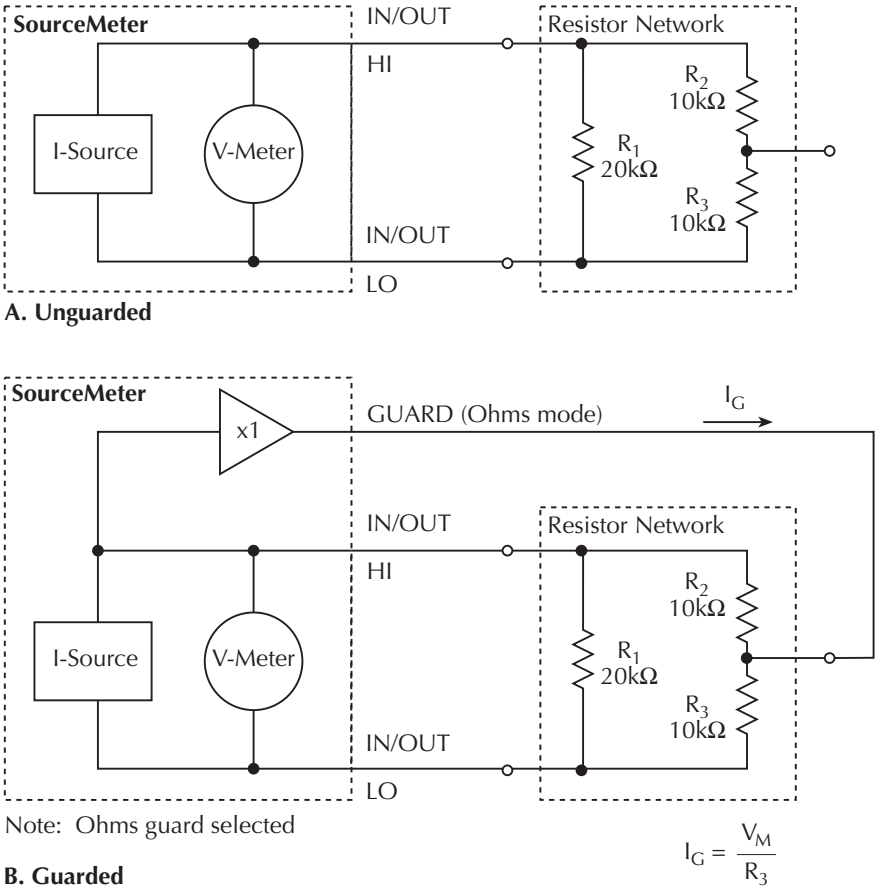 SourceMeter
IN/OUT
HI
Resistor Network
R2
10kΩ
I-Source
V-Meter
R1
20kΩ
R3
10kΩ
IN/OUT
LO
A. Unguarded
SourceMeter
x1
GUARD (Ohms mode)
IG
IN/OUT
HI
Resistor Network
R2
10kΩ
I-Source
V-Meter
R1
20kΩ
R3
10kΩ
IN/OUT
LO
Note: Ohms guard selected
IG = VM
R3
B. Guarded